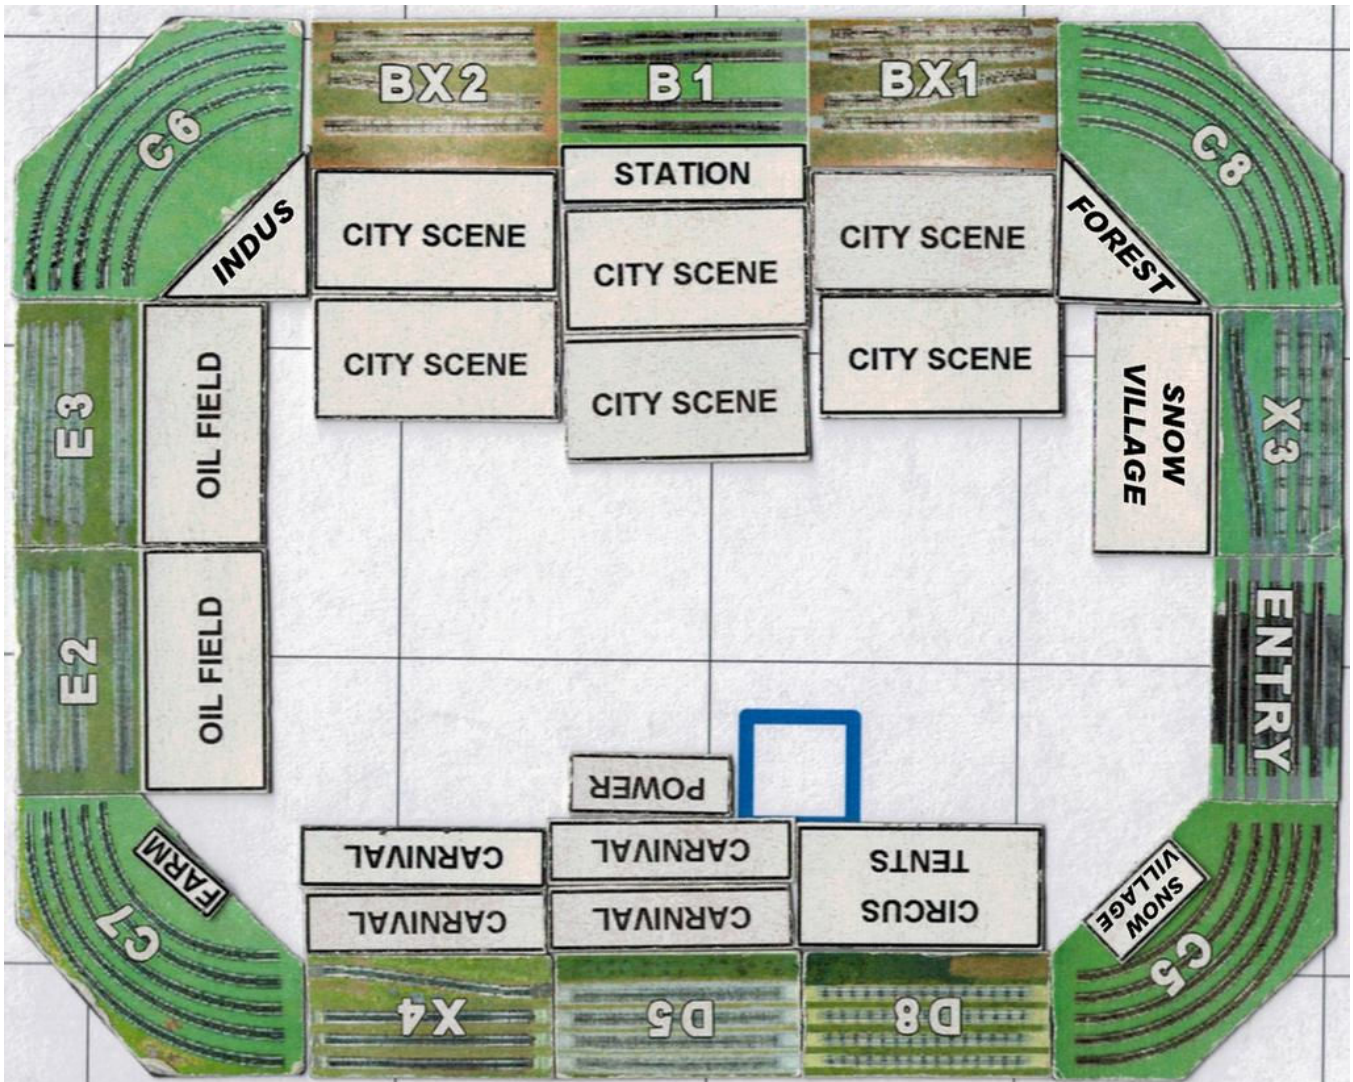 C6
BX2
B1
BX1
C8
STATION
INDUS
CITY SCENE
CITY SCENE
CITY SCENE
FOREST
CITY SCENE
CITY SCENE
CITY SCENE
E3
OIL FIELD
SNOW
VILLAGE
X3
E2
OIL FIELD
ENTRY
POWER
CARNIVAL
CARNIVAL
CIRCUS
TENTS
CARNIVAL
CARNIVAL
FARM
C7
SNOW
VILLAGE
C5
X4
D5
D8